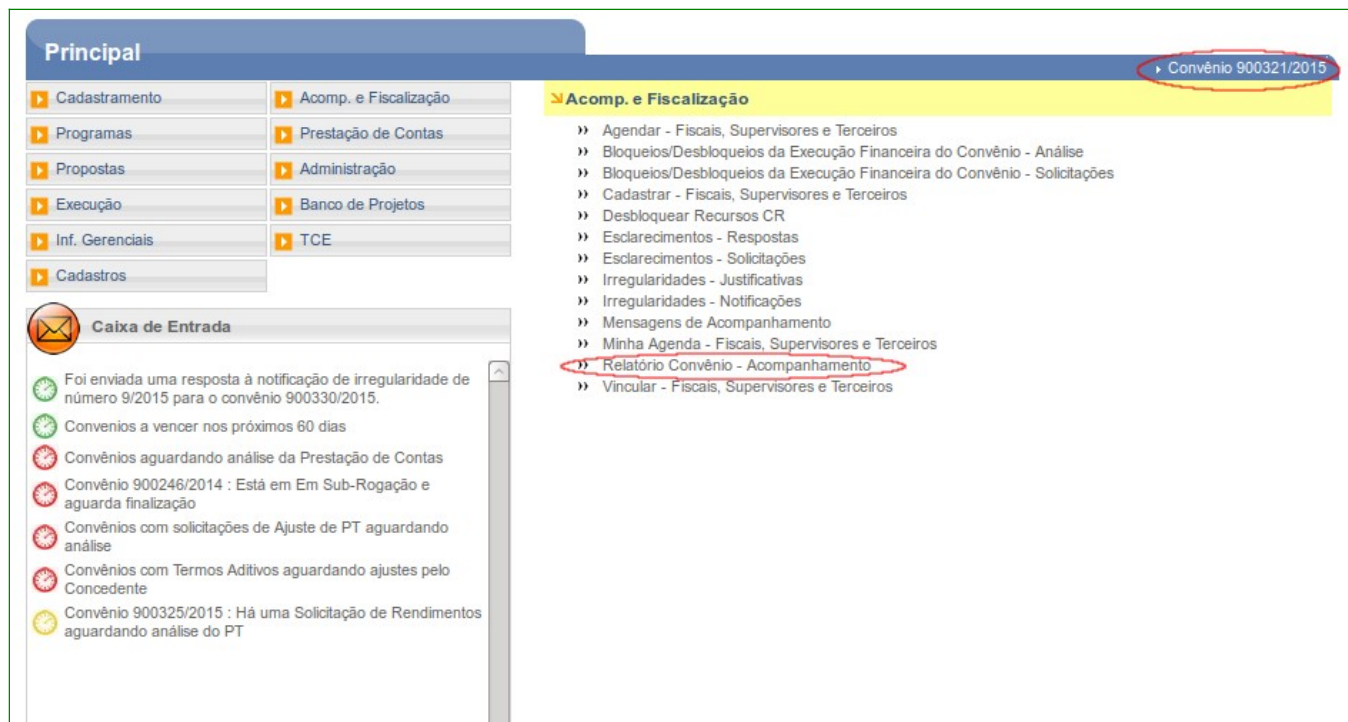 Principal
Convênio 900321/2015
Cadastramento
Acomp. e Fiscalização
Programas
Prestação de Contas
Propostas
Administração
Execução
Banco de Projetos
Inf. Gerenciais
TCE
Cadastros
Caixa de Entrada
Foi enviada uma resposta à notificação de irregularidade de
número 9/2015 para o convênio 900330/2015.
Convenios a vencer nos próximos 60 dias
Convênios aguardando análise da Prestação de Contas
Convênio 900246/2014 : Está em Em Sub-Rogação e
aguarda finalização
Convênios com solicitações de Ajuste de PT aguardando
análise
Convênios com Termos Aditivos aguardando ajustes pelo
Concedente
Convênio 900325/2015 : Há uma Solicitação de Rendimentos
aguardando análise do PT
Acomp. e Fiscalização
Agendar - Fiscais, Supervisores e Terceiros
Bloqueios/Desbloqueios da Execução Financeira do Convênio - Análise
Bloqueios/Desbloqueios da Execução Financeira do Convênio - Solicitações
Cadastrar - Fiscais, Supervisores e Terceiros
Desbloquear Recursos CR
Esclarecimentos - Respostas
Esclarecimentos - Solicitações
Irregularidades - Justificativas
Irregularidades - Notificações
Mensagens de Acompanhamento
Minha Agenda - Fiscais, Supervisores e Terceiros
Relatório Convênio - Acompanhamento
Vincular - Fiscais, Supervisores e Terceiros